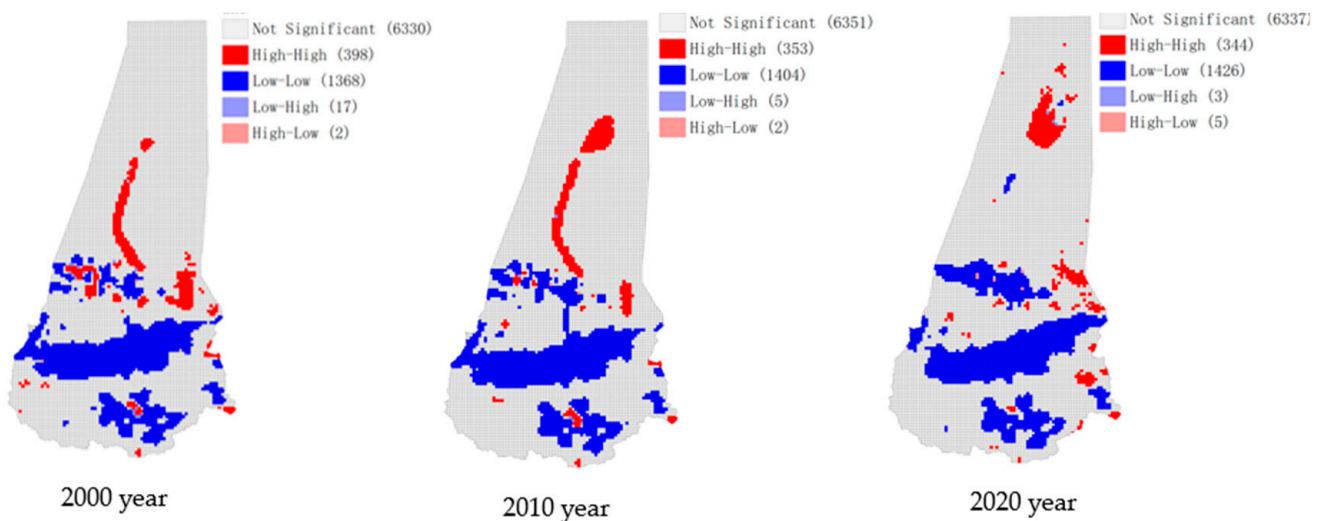 Not Significant (6330)
High-High (398)
Low-Low (1368)
Low-High (17)
High-Low (2)
2000 year
Not Significant (6351)
High-High (353)
Low-Low (1404)
Low-High (5)
High-Low (2)
2010 year
Not Significant (6337)
High-High (344)
Low-Low (1426)
Low-High (3)
High-Low (5)
2020 year